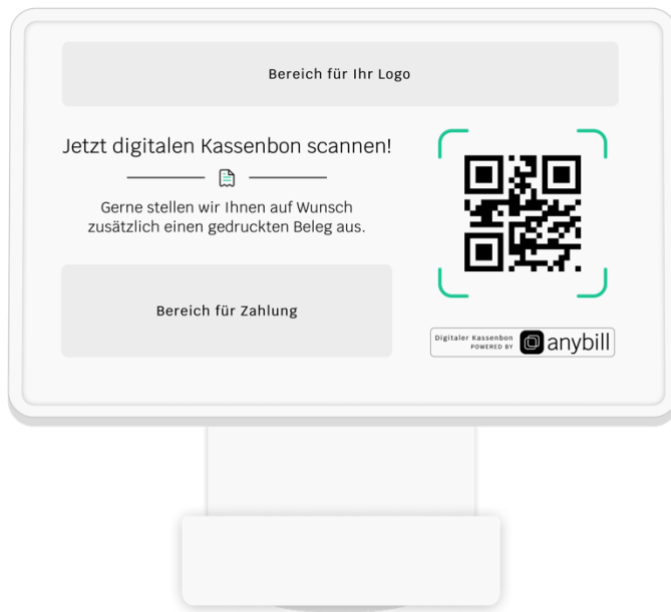 Bereich für Ihr Logo
Jetzt digitalen Kassenbon scannen!
Gerne stellen wir Ihnen auf Wunsch
zusätzlich einen gedruckten Beleg aus.
Bereich für Zahlung
Digitaler Kassenbon
POWERED BY
anybill